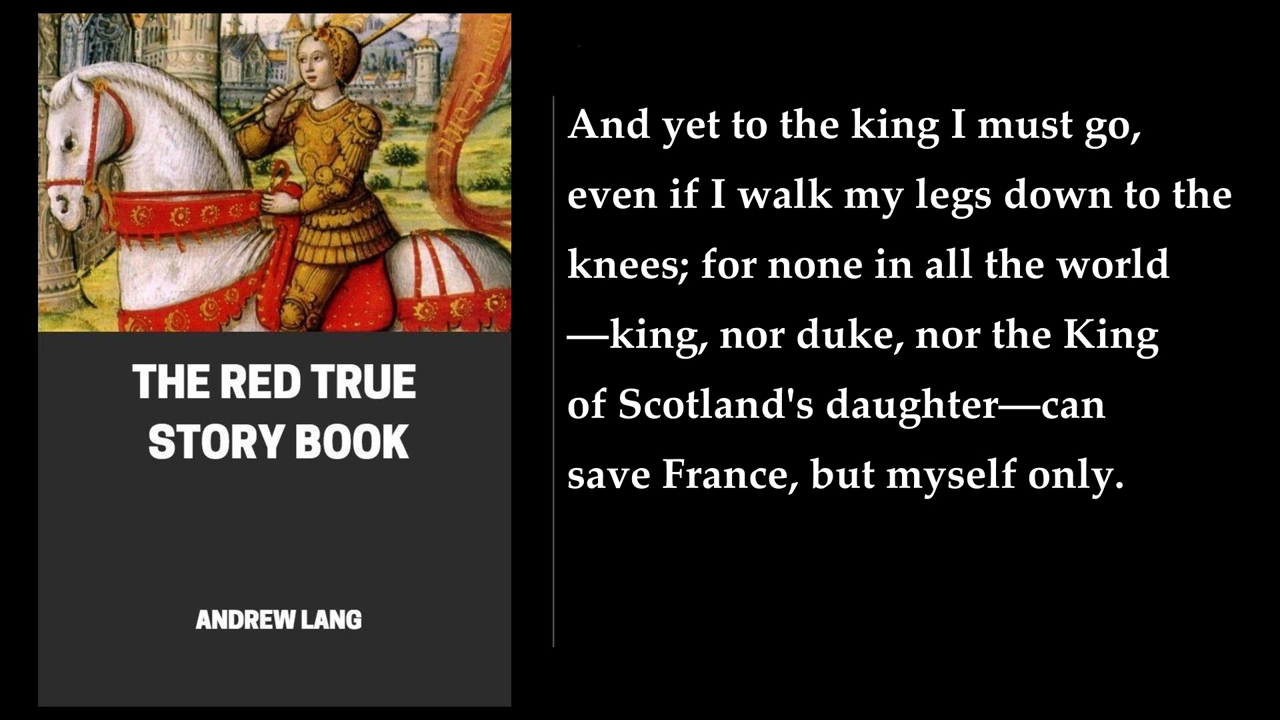 THE RED TRUE
STORY BOOK
ANDREW LANG
And yet to the king I must go,
even if I walk my legs down to the
knees; for none in all the world
—king, nor duke, nor the King
of Scotland's daughter—can
save France, but myself only.